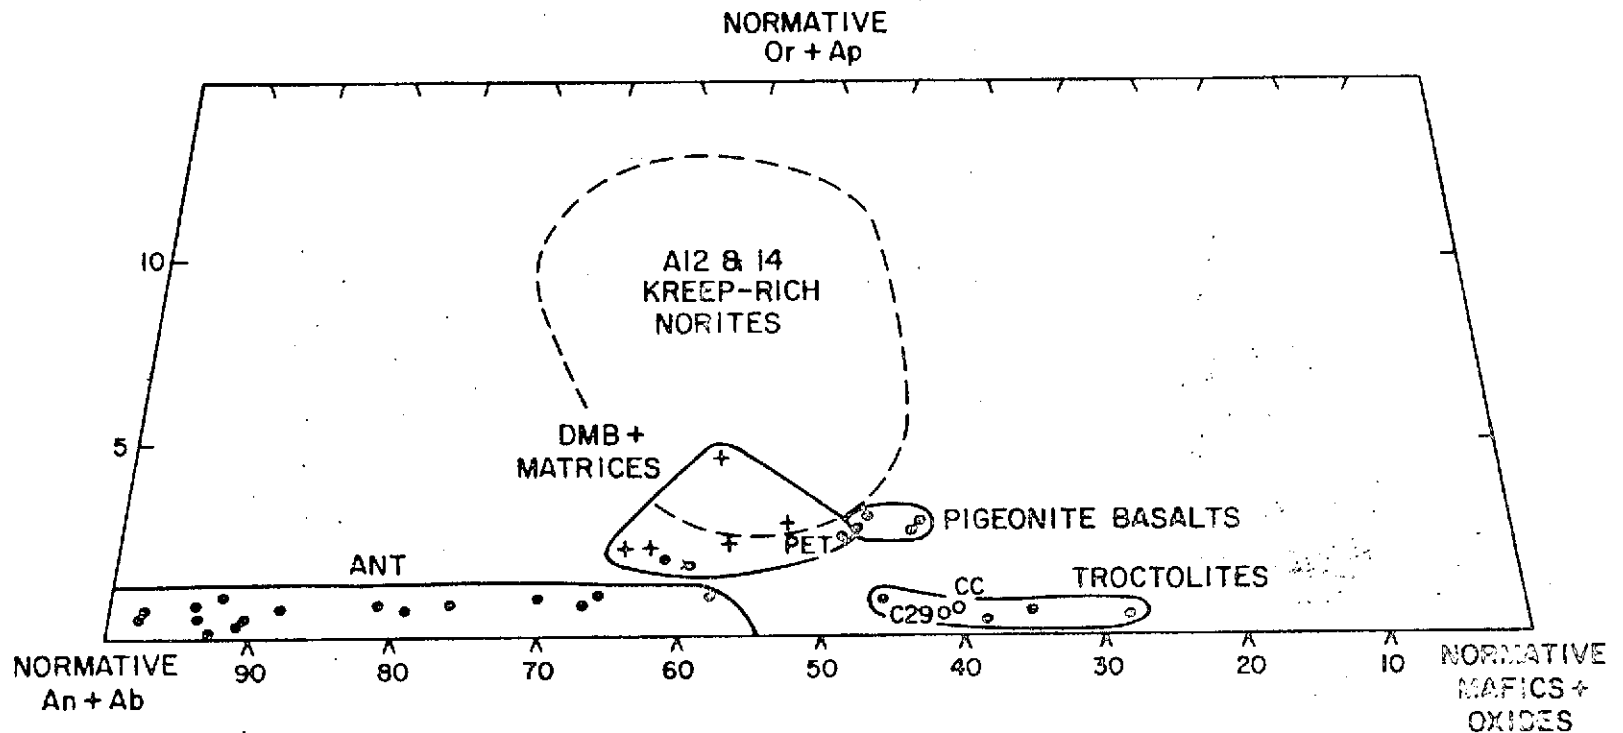 NORMATIVE
Or + Ap
10
A12 & 14
KREEP-RICH
NORITES
5
DMB +
MATRICES
PIGEONITE BASALTS
PET
ANT
TROCTOLITES
CC
C29
NORMATIVE
An + Ab
90
80
70
60
50
40
30
20
10
NORMATIVE
MAFICS +
OXIDES